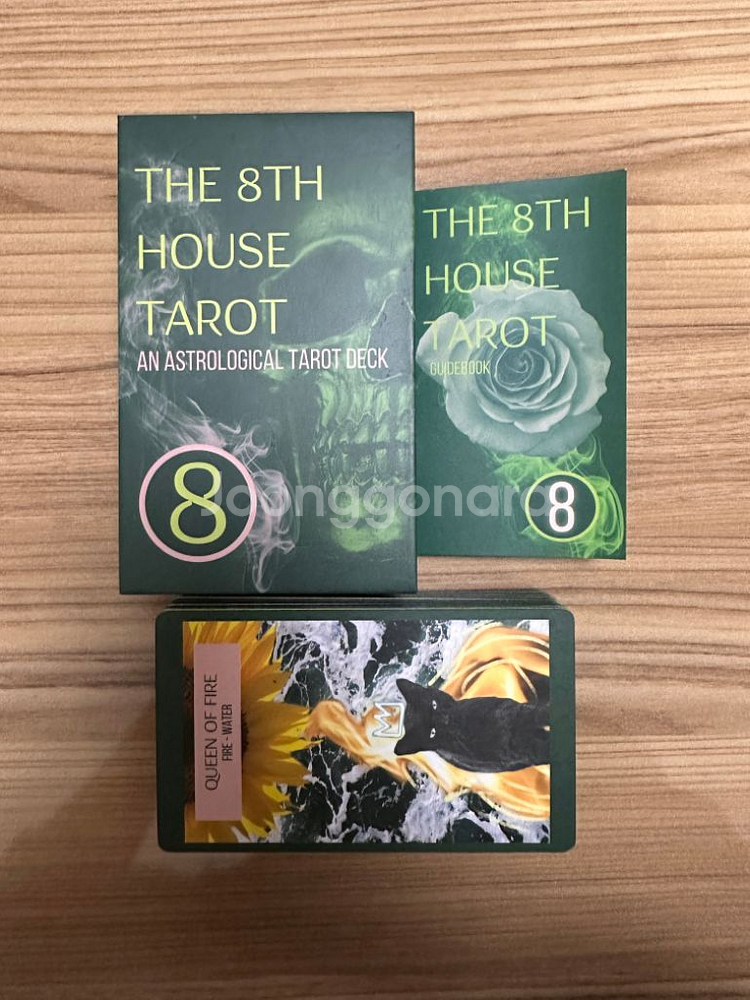 THE 8TH
HOUSE
TAROT
AN ASTROLOGICAL TAROT DECK
8
THE 8TH
HOUSE
TAROT
GUIDEBOOK
8
Joonggonara
QUEEN OF FIRE
FIRE - WATER